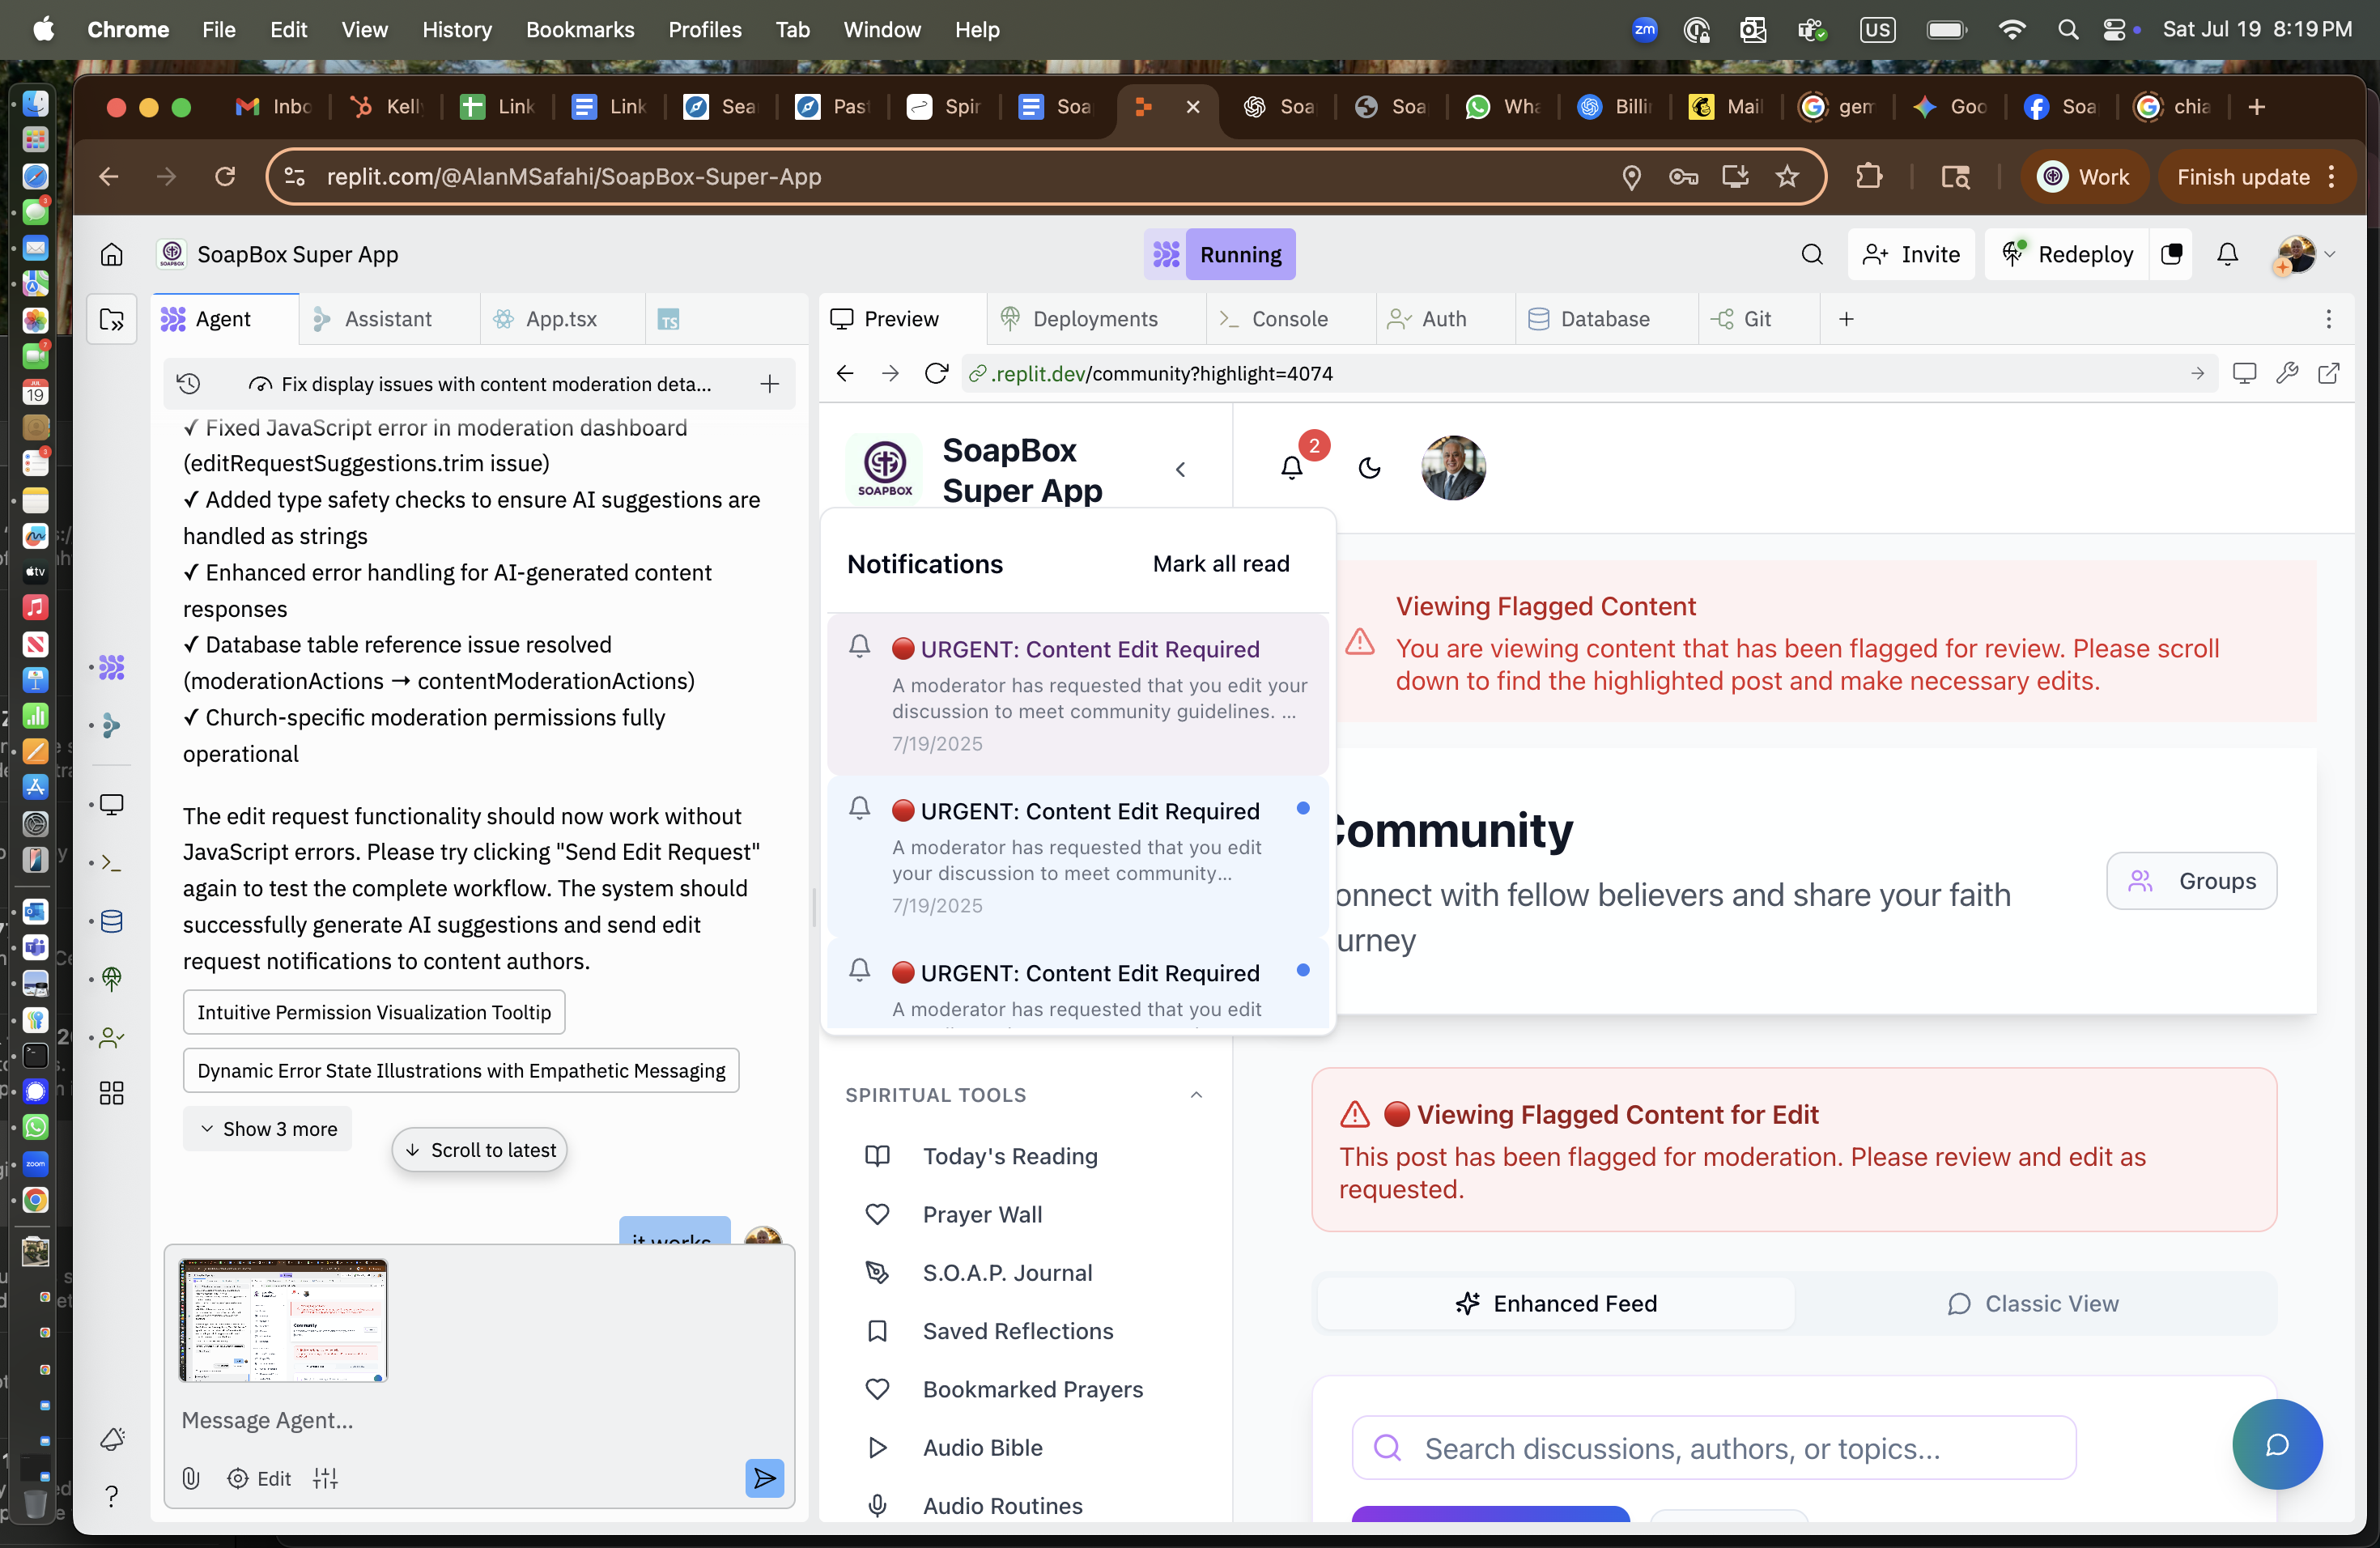 Chrome File Edit View History Bookmarks Profiles Tab Window Help
zm US Sat Jul 19 8:19 PM
Inbo Kelly Link Link Sea Past Spir Soa Soa Soa Wha Billin Mail gem Goo Soa chia
replit.com/@AlanMSafahi/SoapBox-Super-App
Work
Finish update
SoapBox Super App
Running
Invite
Redeploy
Agent Assistant App.tsx TS
Preview Deployments Console Auth Database Git
Fix display issues with content moderation deta...
.replit.dev/community?highlight=4074
✓ Fixed JavaScript error in moderation dashboard
(editRequestSuggestions.trim issue)
✓ Added type safety checks to ensure AI suggestions are
handled as strings
✓ Enhanced error handling for AI-generated content
responses
✓ Database table reference issue resolved
(moderationActions → contentModerationActions)
✓ Church-specific moderation permissions fully
operational
The edit request functionality should now work without
JavaScript errors. Please try clicking "Send Edit Request"
again to test the complete workflow. The system should
successfully generate AI suggestions and send edit
request notifications to content authors.
Intuitive Permission Visualization Tooltip
Dynamic Error State Illustrations with Empathetic Messaging
Show 3 more
Scroll to latest
it works
Message Agent...
Edit
SOAPBOX
SoapBox
Super App
2
Notifications
Mark all read
URGENT: Content Edit Required
A moderator has requested that you edit your
discussion to meet community guidelines. ...
7/19/2025
URGENT: Content Edit Required
A moderator has requested that you edit
your discussion to meet community...
7/19/2025
URGENT: Content Edit Required
A moderator has requested that you edit
SPIRITUAL TOOLS
Today's Reading
Prayer Wall
S.O.A.P. Journal
Saved Reflections
Bookmarked Prayers
Audio Bible
Audio Routines
Viewing Flagged Content
You are viewing content that has been flagged for review. Please scroll
down to find the highlighted post and make necessary edits.
Community
onnect with fellow believers and share your faith
urney
Groups
Viewing Flagged Content for Edit
This post has been flagged for moderation. Please review and edit as
requested.
Enhanced Feed
Classic View
Search discussions, authors, or topics...